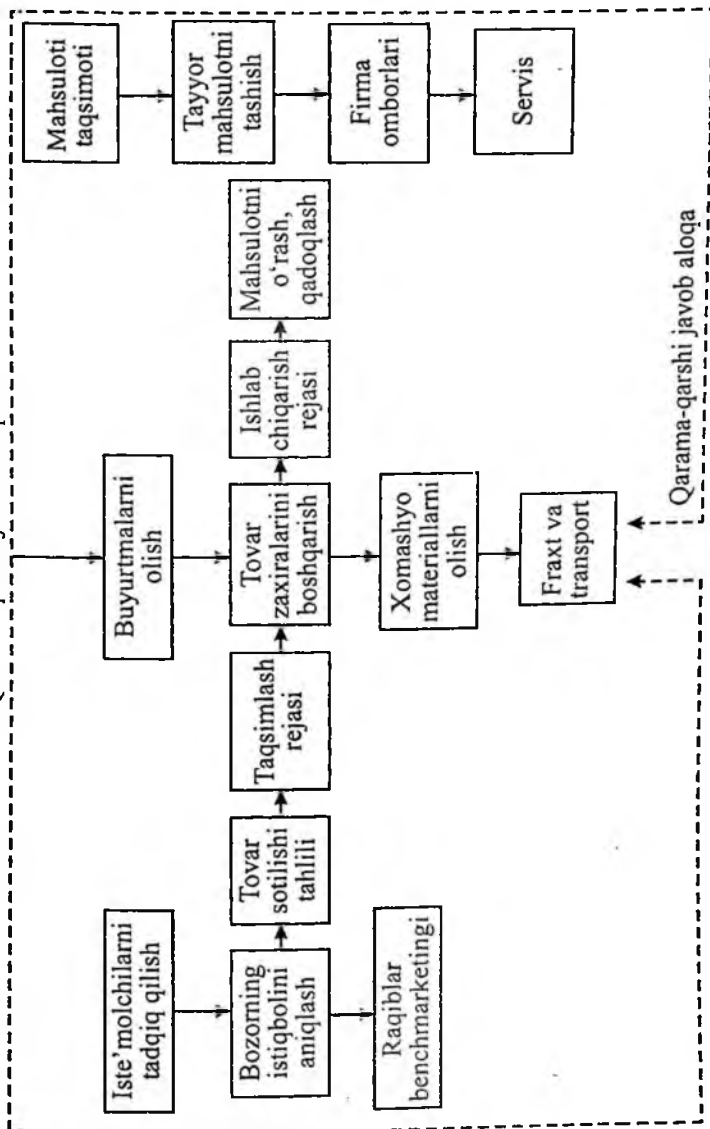 Iste'molchilarni
tadqiq qilish
Bozorning
istiqbolini
aniqlash
Raqiblar
benchmarketingi
Tovar
sotilishi
tahlili
Taqsimlash
rejasi
Buyurtmalarni
olish
Tovar
zaxiralarini
boshqarish
Xomashyo
materiallarni
olish
Fraxt va
transport
Ishlab
chiqarish
rejasi
Mahsulotni
o'rash,
qadoqlash
Mahsuloti
taqsimoti
Tayyor
mahsulotni
tashish
Firma
omborlari
Servis
Qarama-qarshi javob aloqa